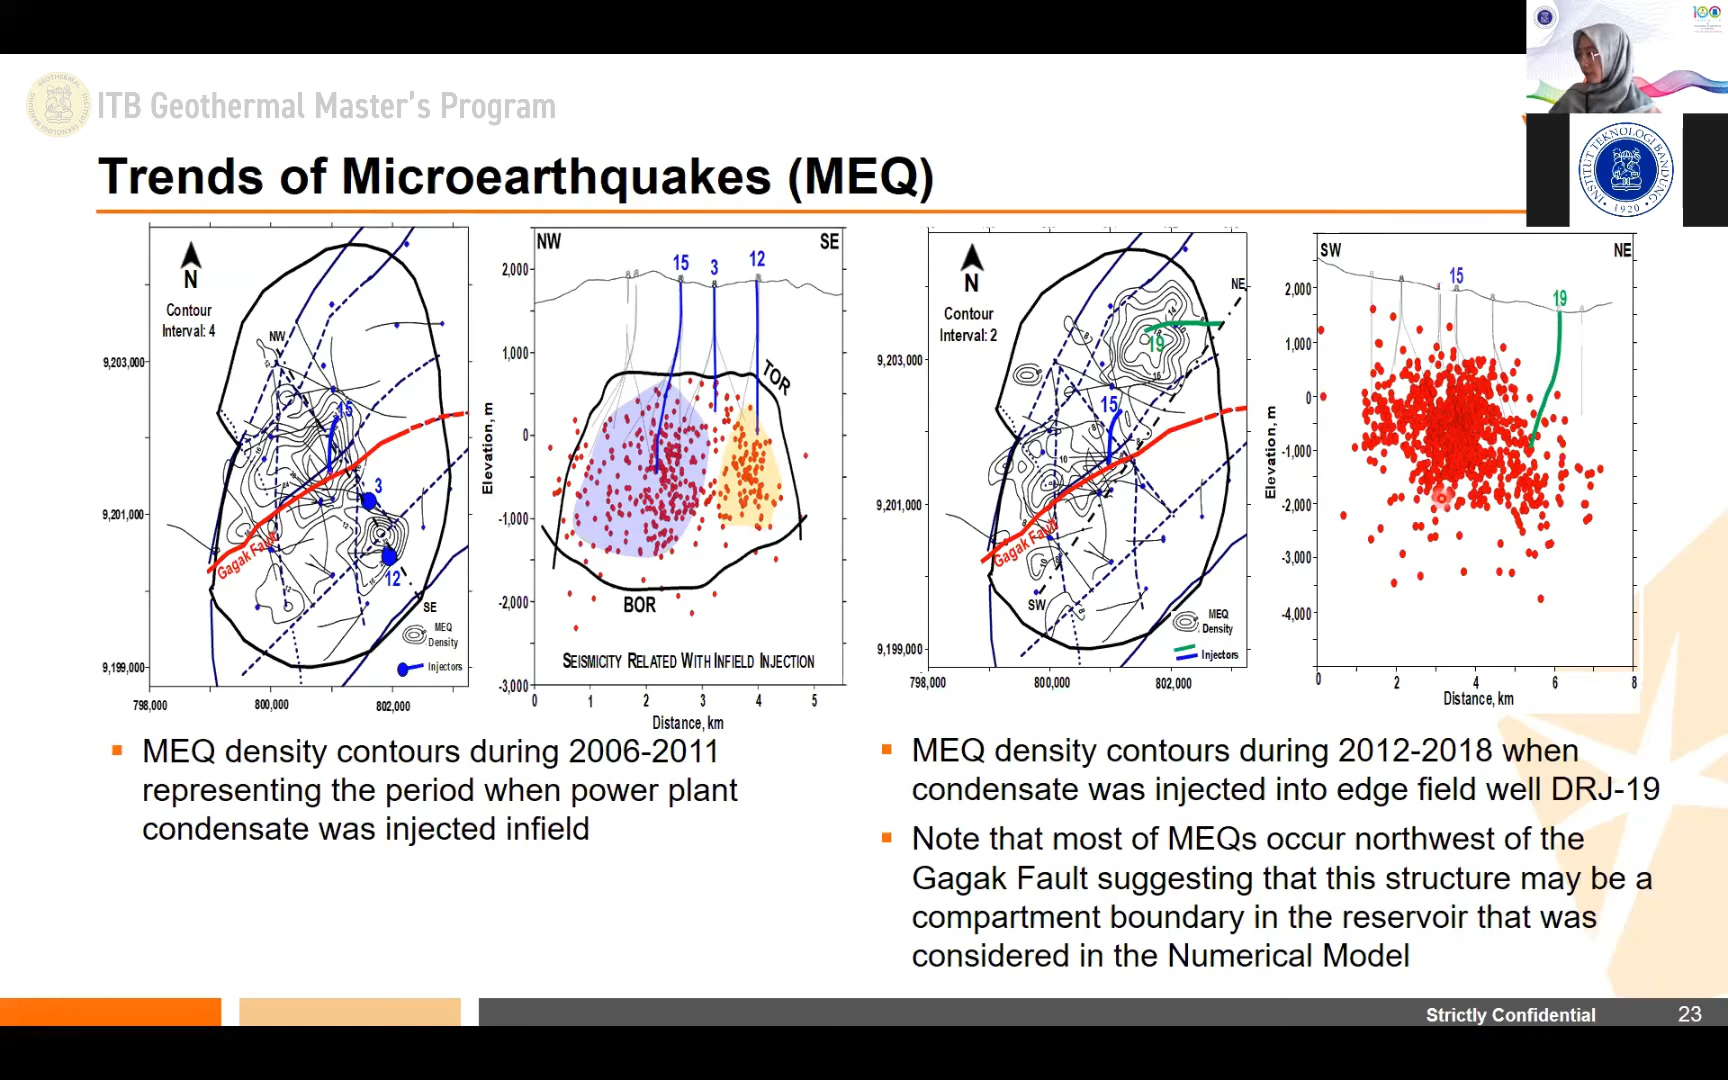 ITB Geothermal Master's Program
INSTITUT TEKNOLOGI BANDUNG
1920
Trends of Microearthquakes (MEQ)
N
Contour
Interval: 4
NW
15
3
12
SE
Gagak Fault
MEQ
Density
Injectors
9,203,000
9,201,000
9,199,000
798,000
800,000
802,000
NW
SE
15
3
12
TOR
BOR
SEISMICITY RELATED WITH INFIELD INJECTION
Elevation, m
2,000
1,000
0
-1,000
-2,000
-3,000
0 1 2 3 4 5
Distance, km
N
Contour
Interval: 2
NE
19
15
Gagak Fault
SW
MEQ
Density
Injectors
9,203,000
9,201,000
9,199,000
798,000
800,000
802,000
SW
NE
15
19
Elevation, m
2,000
1,000
0
-1,000
-2,000
-3,000
-4,000
0 2 4 6 8
Distance, km
MEQ density contours during 2006-2011
representing the period when power plant
condensate was injected infield
MEQ density contours during 2012-2018 when
condensate was injected into edge field well DRJ-19
Note that most of MEQs occur northwest of the
Gagak Fault suggesting that this structure may be a
compartment boundary in the reservoir that was
considered in the Numerical Model
Strictly Confidential
23